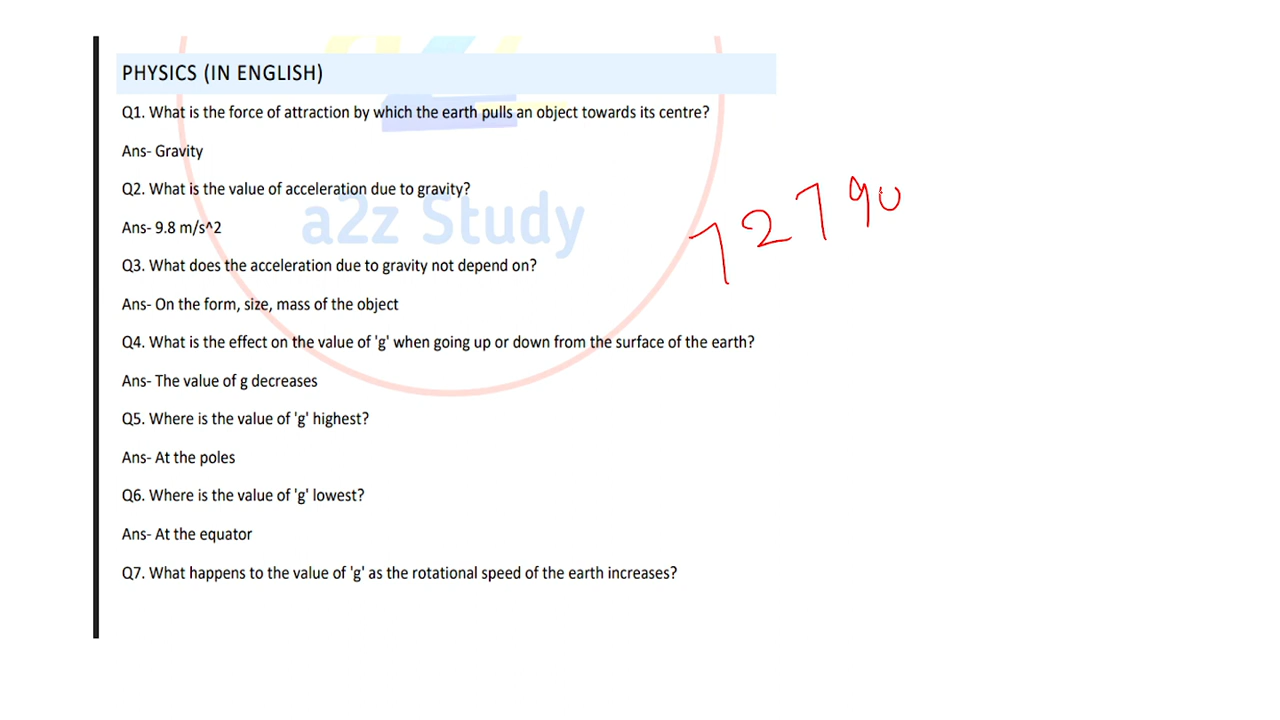 PHYSICS (IN ENGLISH)
Q1. What is the force of attraction by which the earth pulls an object towards its centre?
Ans- Gravity
Q2. What is the value of acceleration due to gravity?
a2z Study
72790
Ans- 9.8 m/s^2
Q3. What does the acceleration due to gravity not depend on?
Ans- On the form, size, mass of the object
Q4. What is the effect on the value of 'g' when going up or down from the surface of the earth?
Ans- The value of g decreases
Q5. Where is the value of 'g' highest?
Ans- At the poles
Q6. Where is the value of 'g' lowest?
Ans- At the equator
Q7. What happens to the value of 'g' as the rotational speed of the earth increases?